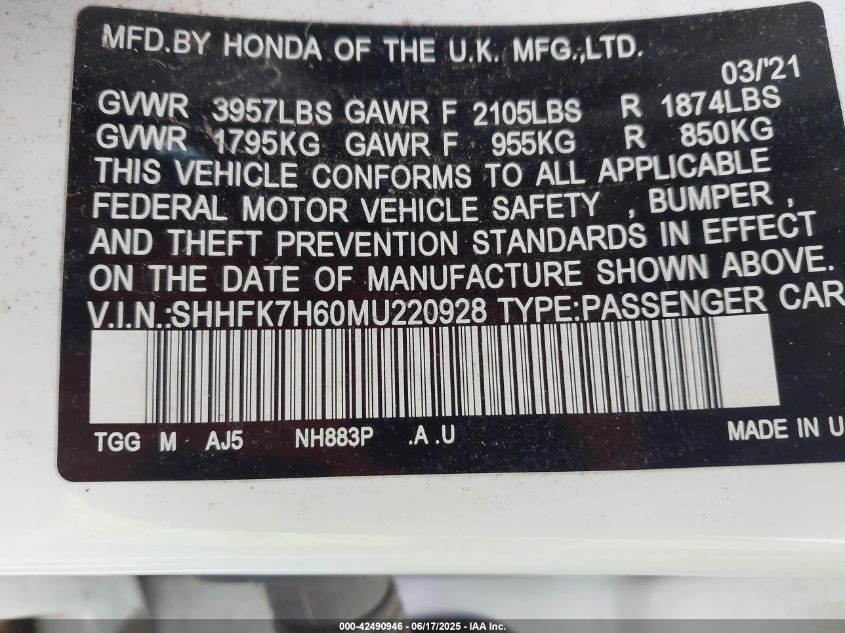 MFD.BY HONDA OF THE U.K. MFG.,LTD.
03/'21
GVWR 3957LBS GAWR F 2105LBS R 1874LBS
GVWR 1795KG GAWR F 955KG R 850KG
THIS VEHICLE CONFORMS TO ALL APPLICABLE
FEDERAL MOTOR VEHICLE SAFETY , BUMPER ,
AND THEFT PREVENTION STANDARDS IN EFFECT
ON THE DATE OF MANUFACTURE SHOWN ABOVE.
V.I.N.:SHHFK7H60MU220928 TYPE:PASSENGER CAR
TGG M AJ5 NH883P .A .U MADE IN U
000-42490946 - 06/17/2025 - IAA Inc.